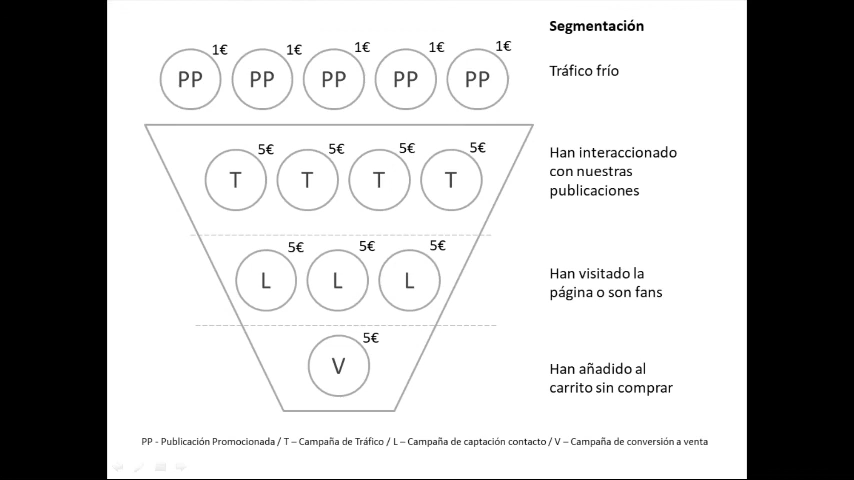 Segmentación
1€ 1€ 1€ 1€ 1€
PP PP PP PP PP
Tráfico frío
5€ 5€ 5€ 5€
T T T T
Han interaccionado
con nuestras
publicaciones
5€ 5€ 5€
L L L
Han visitado la
página o son fans
5€
V
Han añadido al
carrito sin comprar
PP - Publicación Promocionada / T – Campaña de Tráfico / L – Campaña de captación contacto / V – Campaña de conversión a venta